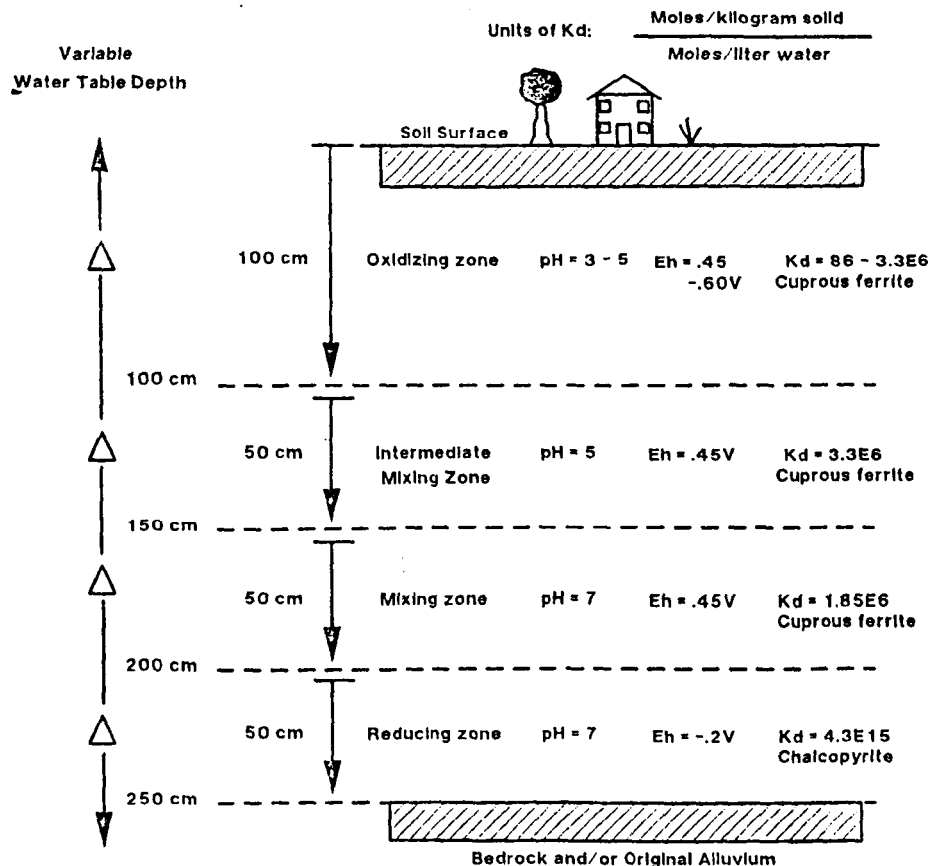 Units of Kd:
Moles/kilogram solid
Moles/liter water
Variable
Water Table Depth
Soil Surface
100 cm
Oxidizing zone
pH = 3 - 5
Eh = .45
-.60V
Kd = 86 - 3.3E6
Cuprous ferrite
100 cm
50 cm
Intermediate
Mixing Zone
pH = 5
Eh = .45V
Kd = 3.3E6
Cuprous ferrite
150 cm
50 cm
Mixing zone
pH = 7
Eh = .45V
Kd = 1.85E6
Cuprous ferrite
200 cm
50 cm
Reducing zone
pH = 7
Eh = -.2V
Kd = 4.3E15
Chalcopyrite
250 cm
Bedrock and/or Original Alluvium